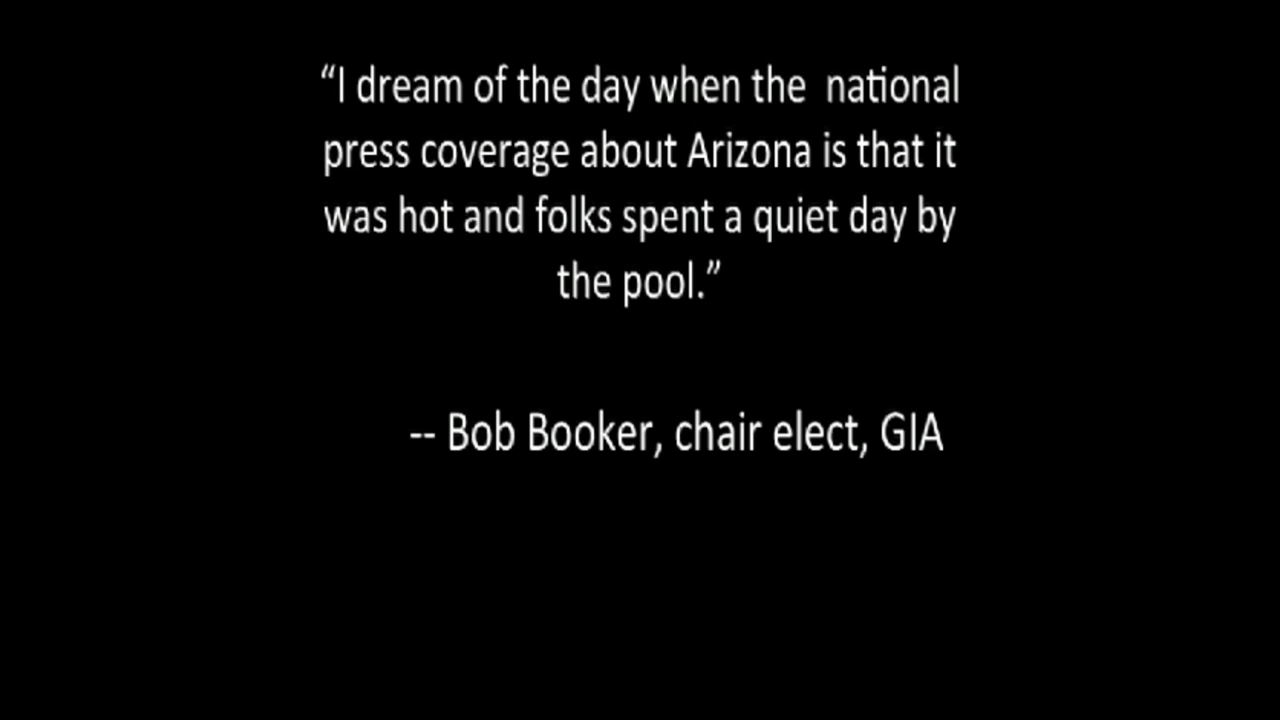 “I dream of the day when the  national
press coverage about Arizona is that it
was hot and folks spent a quiet day by
the pool.”
-- Bob Booker, chair elect, GIA